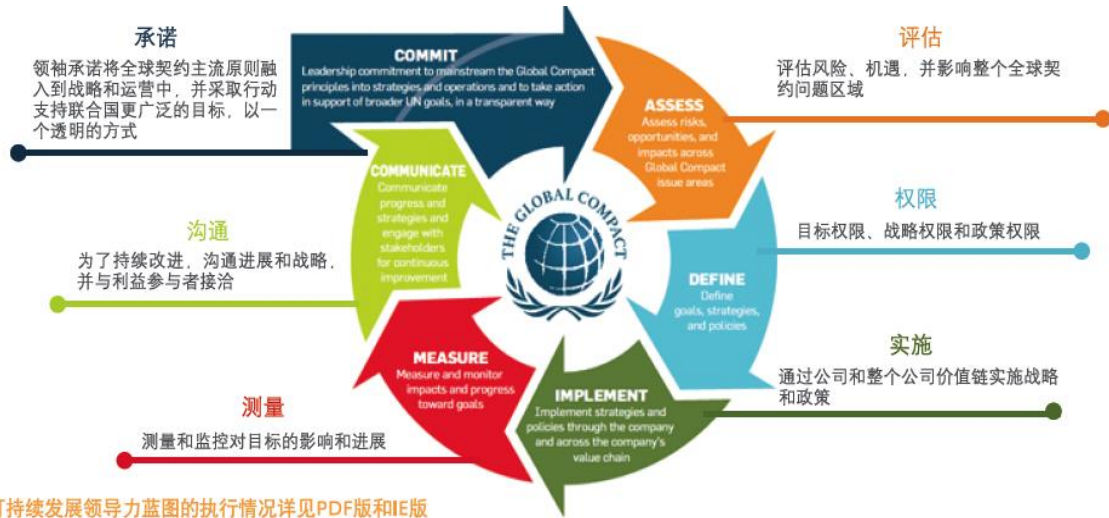 承诺
领袖承诺将全球契约主流原则融
入到战略和运营中，并采取行动
支持联合国更广泛的目标，以一
个透明的方式
COMMIT
Leadership commitment to mainstream the Global Compact
principles into strategies and operations and to take action
in support of broader UN goals, in a transparent way
评估
评估风险、机遇，并影响整个全球契
约问题区域
ASSESS
Assess risks,
opportunities, and
impacts across
Global Compact
issue areas
权限
目标权限、战略权限和政策权限
DEFINE
Define
goals, strategies,
and policies
实施
通过公司和整个公司价值链实施战略
和政策
IMPLEMENT
Implement strategies and
policies through the company
and across the company's
value chain
测量
测量和监控对目标的影响和进展
MEASURE
Measure and monitor
impacts and progress
toward goals
沟通
为了持续改进，沟通进展和战略，
并与利益参与者接洽
COMMUNICATE
Communicate
progress and
strategies and
engage with
stakeholders
for continuous
improvement
THE GLOBAL COMPACT
持续发展领导力蓝图的执行情况详见PDF版和IE版